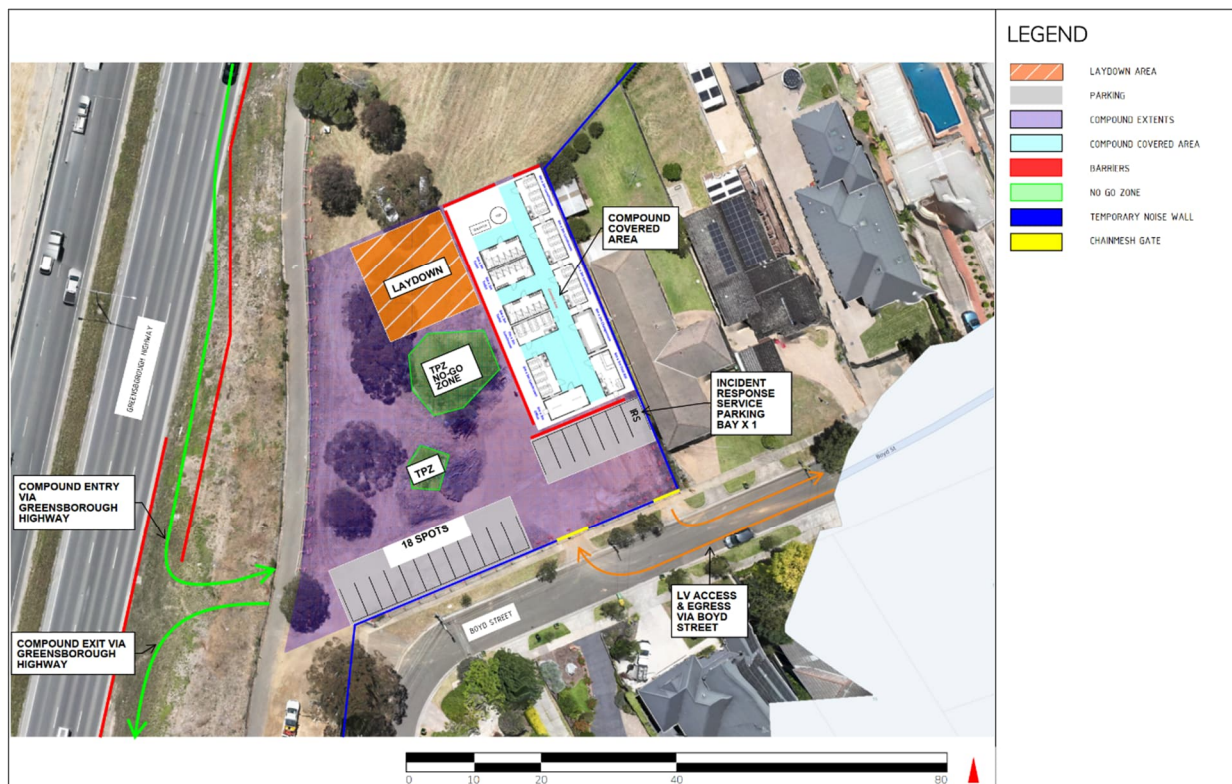 LEGEND
LAYDOWN AREA
PARKING
COMPOUND EXTENTS
COMPOUND COVERED AREA
BARRIERS
NO GO ZONE
TEMPORARY NOISE WALL
CHAINMESH GATE
COMPOUND
COVERED
AREA
LAYDOWN
GREENSBOROUGH HIGHWAY
TPZ
NO-GO
ZONE
INCIDENT
RESPONSE
SERVICE
PARKING
BAY X 1
IRS
Boyd St
TPZ
COMPOUND ENTRY
VIA
GREENSBOROUGH
HIGHWAY
18 SPOTS
LV ACCESS
& EGRESS
VIA BOYD
STREET
BOYD STREET
COMPOUND EXIT VIA
GREENSBOROUGH
HIGHWAY
0 10 20 40 80